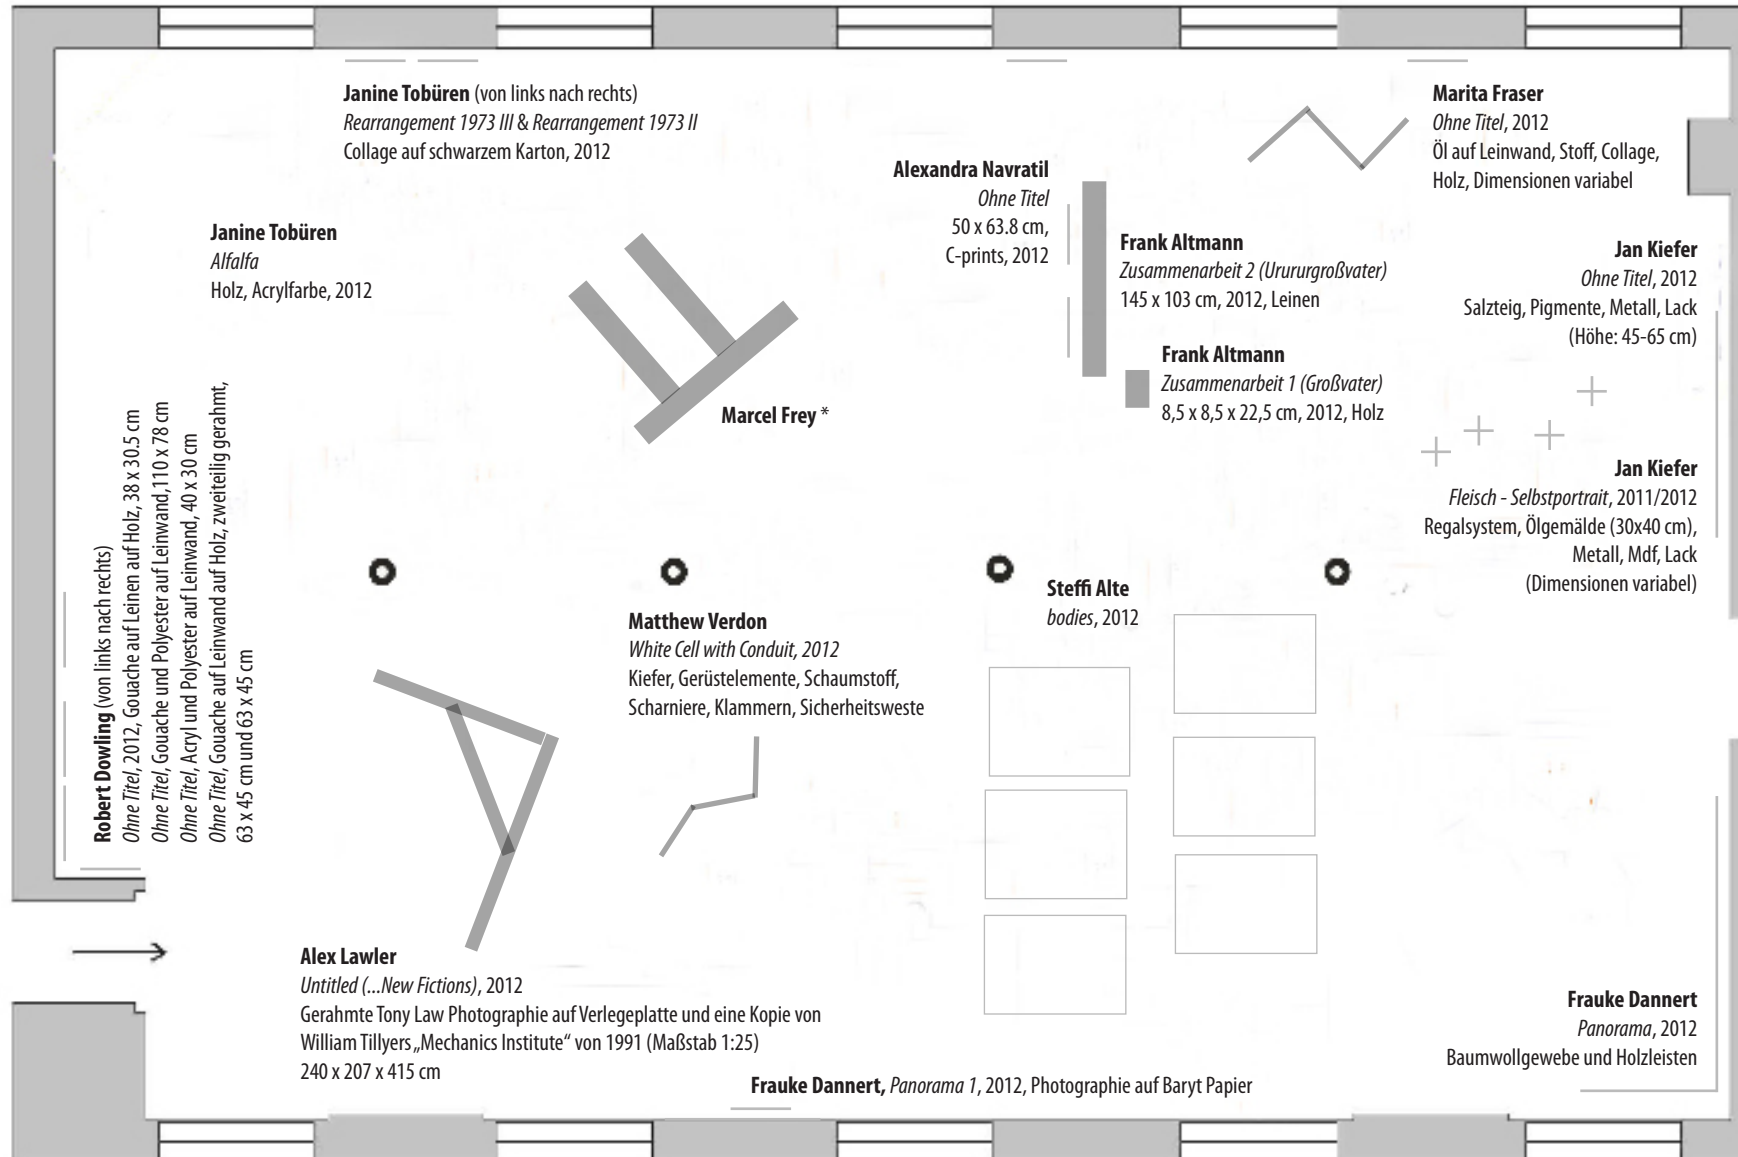 Janine Tobüren (von links nach rechts)
Rearrangement 1973 III & Rearrangement 1973 II
Collage auf schwarzem Karton, 2012
Marita Fraser
Ohne Titel, 2012
Öl auf Leinwand, Stoff, Collage,
Holz, Dimensionen variabel
Alexandra Navratil
Ohne Titel
50 x 63.8 cm,
C-prints, 2012
Janine Tobüren
Alfalfa
Holz, Acrylfarbe, 2012
Frank Altmann
Zusammenarbeit 2 (Urururgroßvater)
145 x 103 cm, 2012, Leinen
Jan Kiefer
Ohne Titel, 2012
Salzteig, Pigmente, Metall, Lack
(Höhe: 45-65 cm)
Frank Altmann
Zusammenarbeit 1 (Großvater)
8,5 x 8,5 x 22,5 cm, 2012, Holz
Marcel Frey *
Jan Kiefer
Fleisch - Selbstportrait, 2011/2012
Regalsystem, Ölgemälde (30x40 cm),
Metall, Mdf, Lack
(Dimensionen variabel)
Robert Dowling (von links nach rechts)
Ohne Titel, 2012, Gouache auf Leinen auf Holz, 38 x 30.5 cm
Ohne Titel, Gouache und Polyester auf Leinwand,110 x 78 cm
Ohne Titel, Acryl und Polyester auf Leinwand, 40 x 30 cm
Ohne Titel, Gouache auf Leinwand auf Holz, zweiteilig gerahmt,
63 x 45 cm und 63 x 45 cm
Steffi Alte
bodies, 2012
Matthew Verdon
White Cell with Conduit, 2012
Kiefer, Gerüstelemente, Schaumstoff,
Scharniere, Klammern, Sicherheitsweste
Alex Lawler
Untitled (...New Fictions), 2012
Gerahmte Tony Law Photographie auf Verlegeplatte und eine Kopie von
William Tillyers „Mechanics Institute“ von 1991 (Maßstab 1:25)
240 x 207 x 415 cm
Frauke Dannert
Panorama, 2012
Baumwollgewebe und Holzleisten
Frauke Dannert, Panorama 1, 2012, Photographie auf Baryt Papier